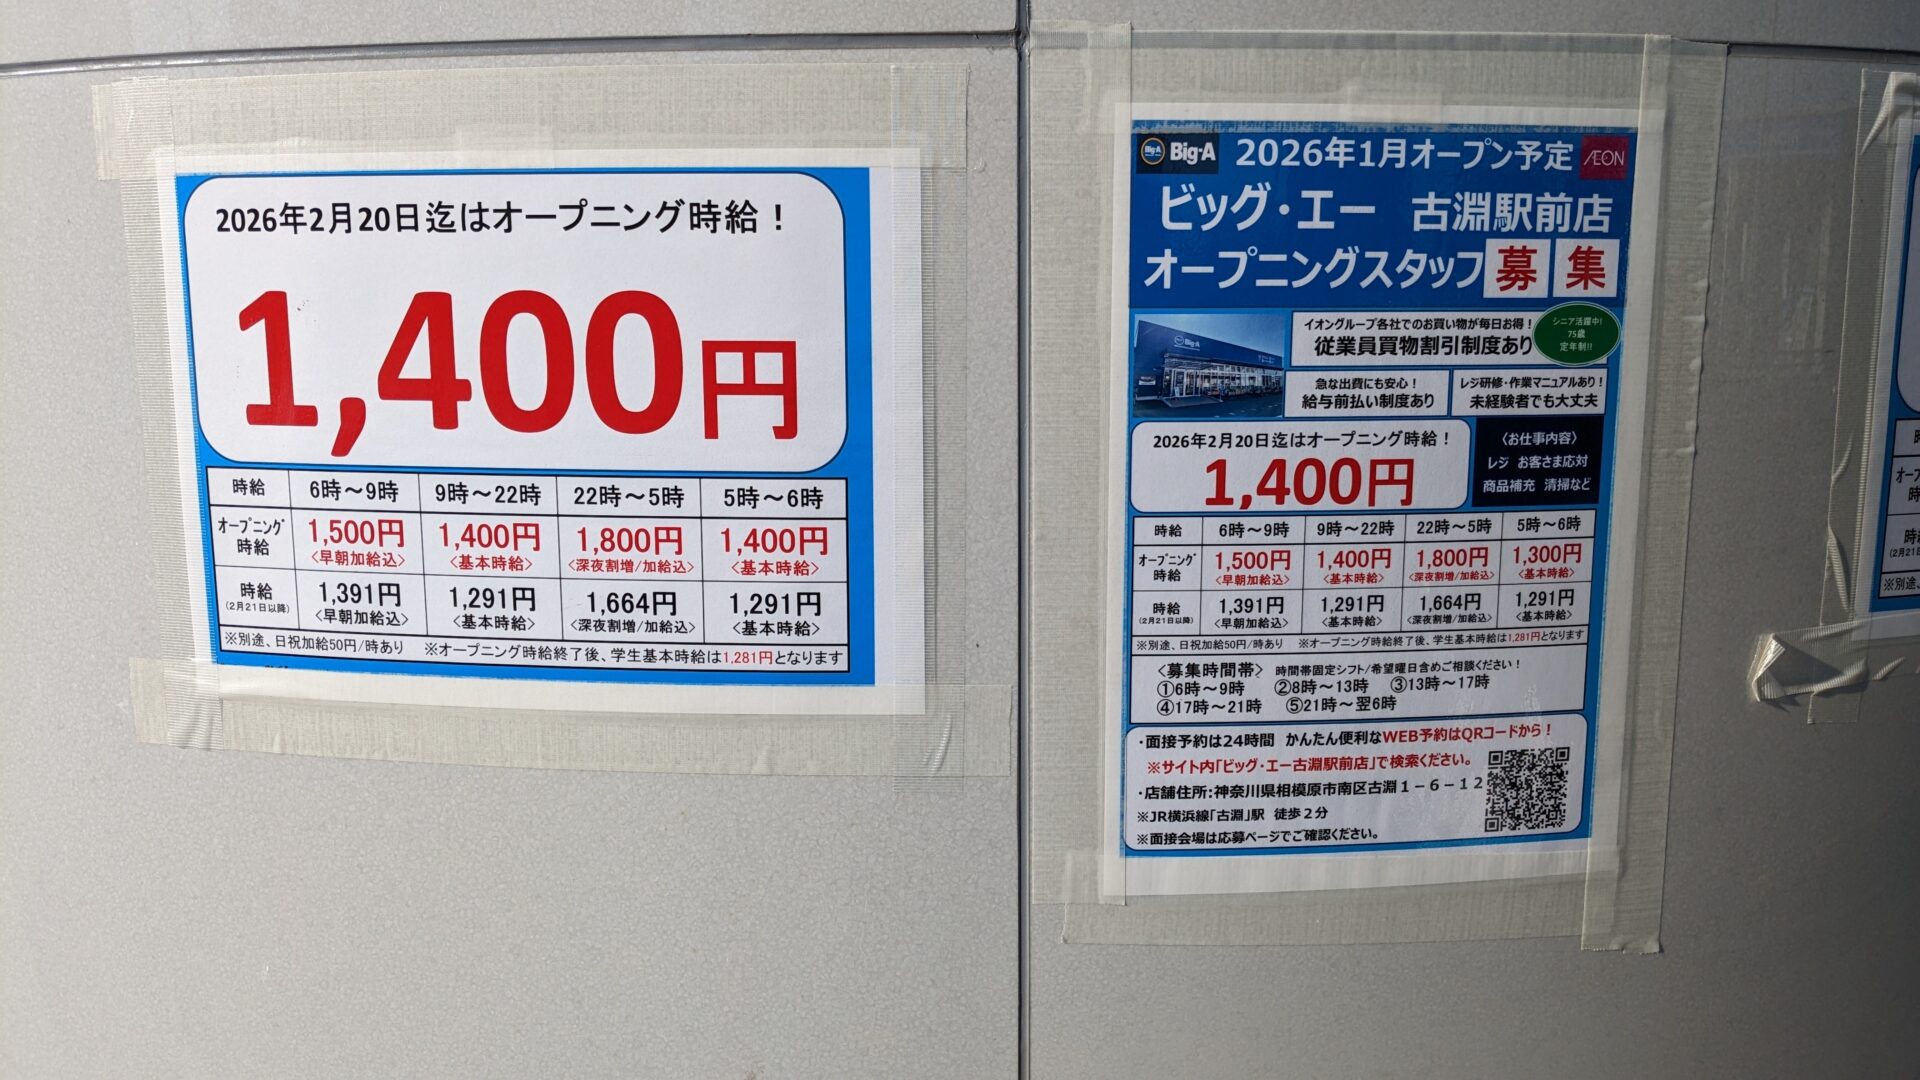 2026年2月20日迄はオープニング時給！
1,400円
時給 6時～9時 9時～22時 22時～5時 5時～6時
オープニング時給 1,500円 1,400円 1,800円 1,400円
<早朝加給込> <基本時給> <深夜割増/加給込> <基本時給>
時給 1,391円 1,291円 1,664円 1,291円
(2月21日以降) <早朝加給込> <基本時給> <深夜割増/加給込> <基本時給>
※別途、日祝加給50円/時あり ※オープニング時給終了後、学生基本時給は1,281円となります
Big-A 2026年1月オープン予定 ÆON
ビッグ・エー 古淵駅前店
オープニングスタッフ募集
イオングループ各社でのお買い物が毎日お得！
従業員買物割引制度あり
シニア活躍中!
75歳
定年制!!
Big-A
急な出費にも安心！
給与前払い制度あり
レジ研修・作業マニュアルあり！
未経験者でも大丈夫
2026年2月20日迄はオープニング時給！
1,400円
〈お仕事内容〉
レジ お客さま応対
商品補充 清掃など
時給 6時～9時 9時～22時 22時～5時 5時～6時
オープニング時給 1,500円 1,400円 1,800円 1,300円
<早朝加給込> <基本時給> <深夜割増/加給込> <基本時給>
時給 1,391円 1,291円 1,664円 1,291円
(2月21日以降) <早朝加給込> <基本時給> <深夜割増/加給込> <基本時給>
※別途、日祝加給50円/時あり ※オープニング時給終了後、学生基本時給は1,281円となります
<募集時間帯> 時間帯固定シフト/希望曜日含めご相談ください！
①6時～9時 ②8時～13時 ③13時～17時
④17時～21時 ⑤21時～翌6時
・面接予約は24時間 かんたん便利なWEB予約はQRコードから！
※サイト内「ビッグ・エー古淵駅前店」で検索ください。
・店舗住所:神奈川県相模原市南区古淵１－６－１２
※JR横浜線「古淵」駅 徒歩２分
※面接会場は応募ページでご確認ください。